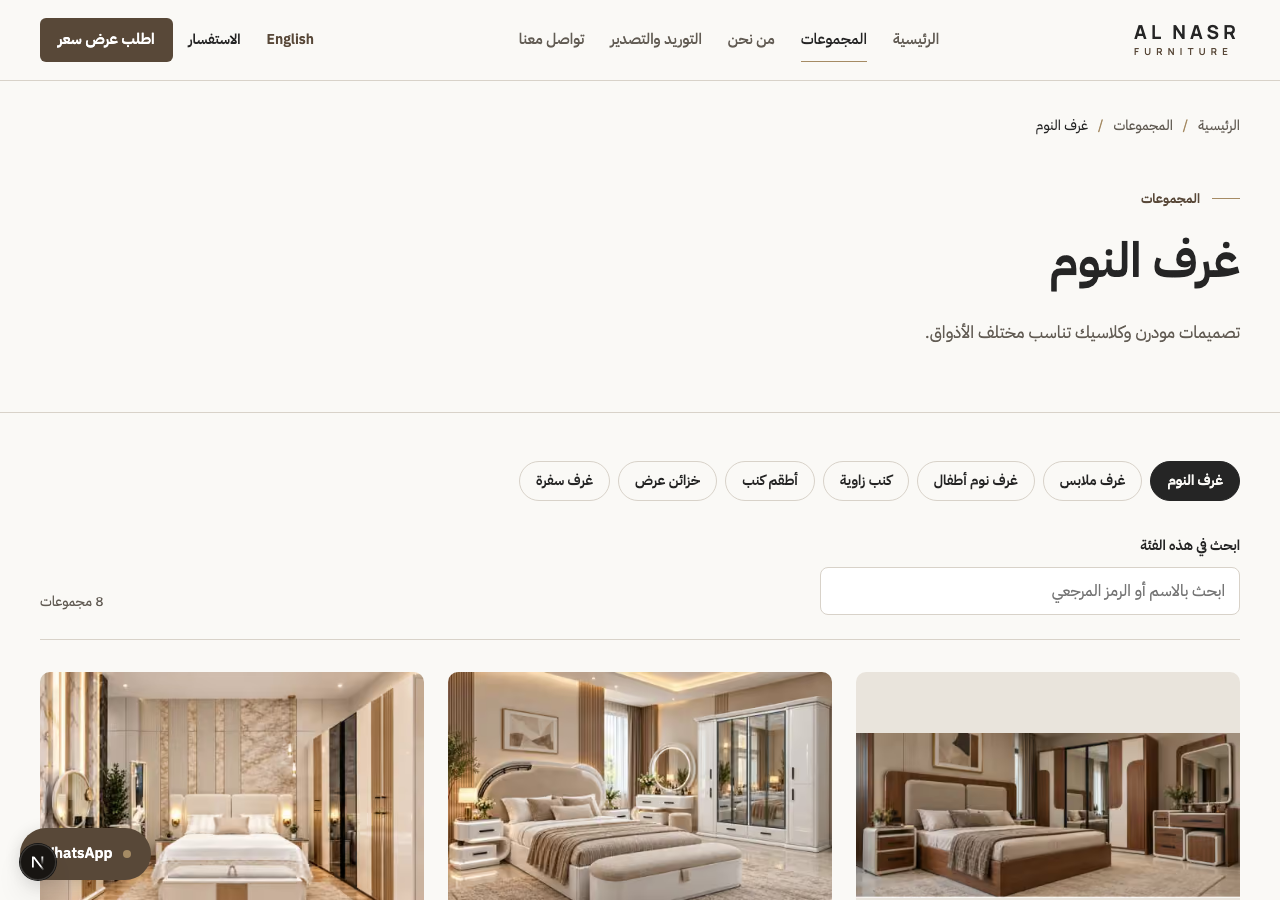 AL NASR
FURNITURE
الرئيسية
المجموعات
من نحن
التوريد والتصدير
تواصل معنا
English
الاستفسار
اطلب عرض سعر
الرئيسية / المجموعات / غرف النوم
المجموعات
غرف النوم
تصميمات مودرن وكلاسيك تناسب مختلف الأذواق.
غرف النوم
غرف ملابس
غرف نوم أطفال
كنب زاوية
أطقم كنب
خزائن عرض
غرف سفرة
ابحث في هذه الفئة
ابحث بالاسم أو الرمز المرجعي
8 مجموعات
hatsApp
N